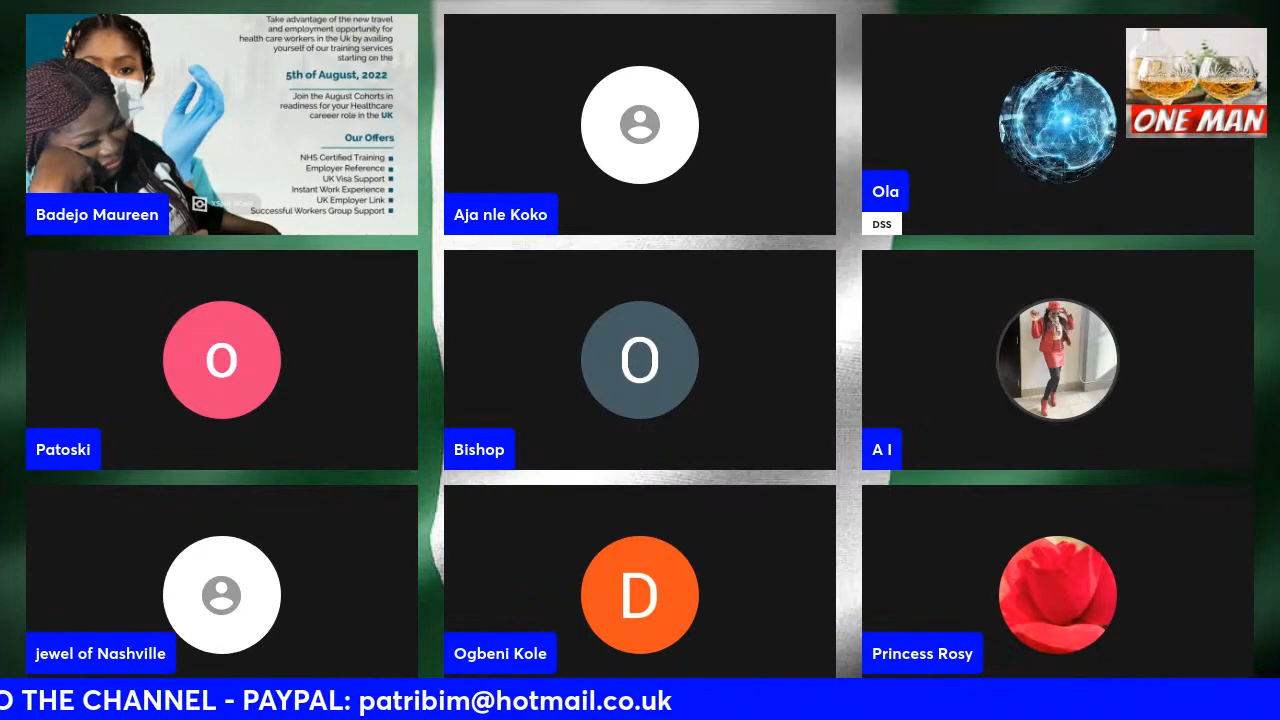 Take advantage of the new travel
and employment opportunity for
health care workers in the Uk by availing
yourself of our training services
starting on the
5th of August, 2022
Join the August Cohorts in
readiness for your Healthcare
careeer role in the UK
Our Offers
NHS Certified Training
Employer Reference
UK Visa Support
Instant Work Experience
UK Employer Link
Successful Workers Group Support
Badejo Maureen
Aja nle Koko
Ola
DSS
ONE MAN
O
Patoski
O
Bishop
A I
jewel of Nashville
D
Ogbeni Kole
Princess Rosy
O THE CHANNEL - PAYPAL: patribim@hotmail.co.uk